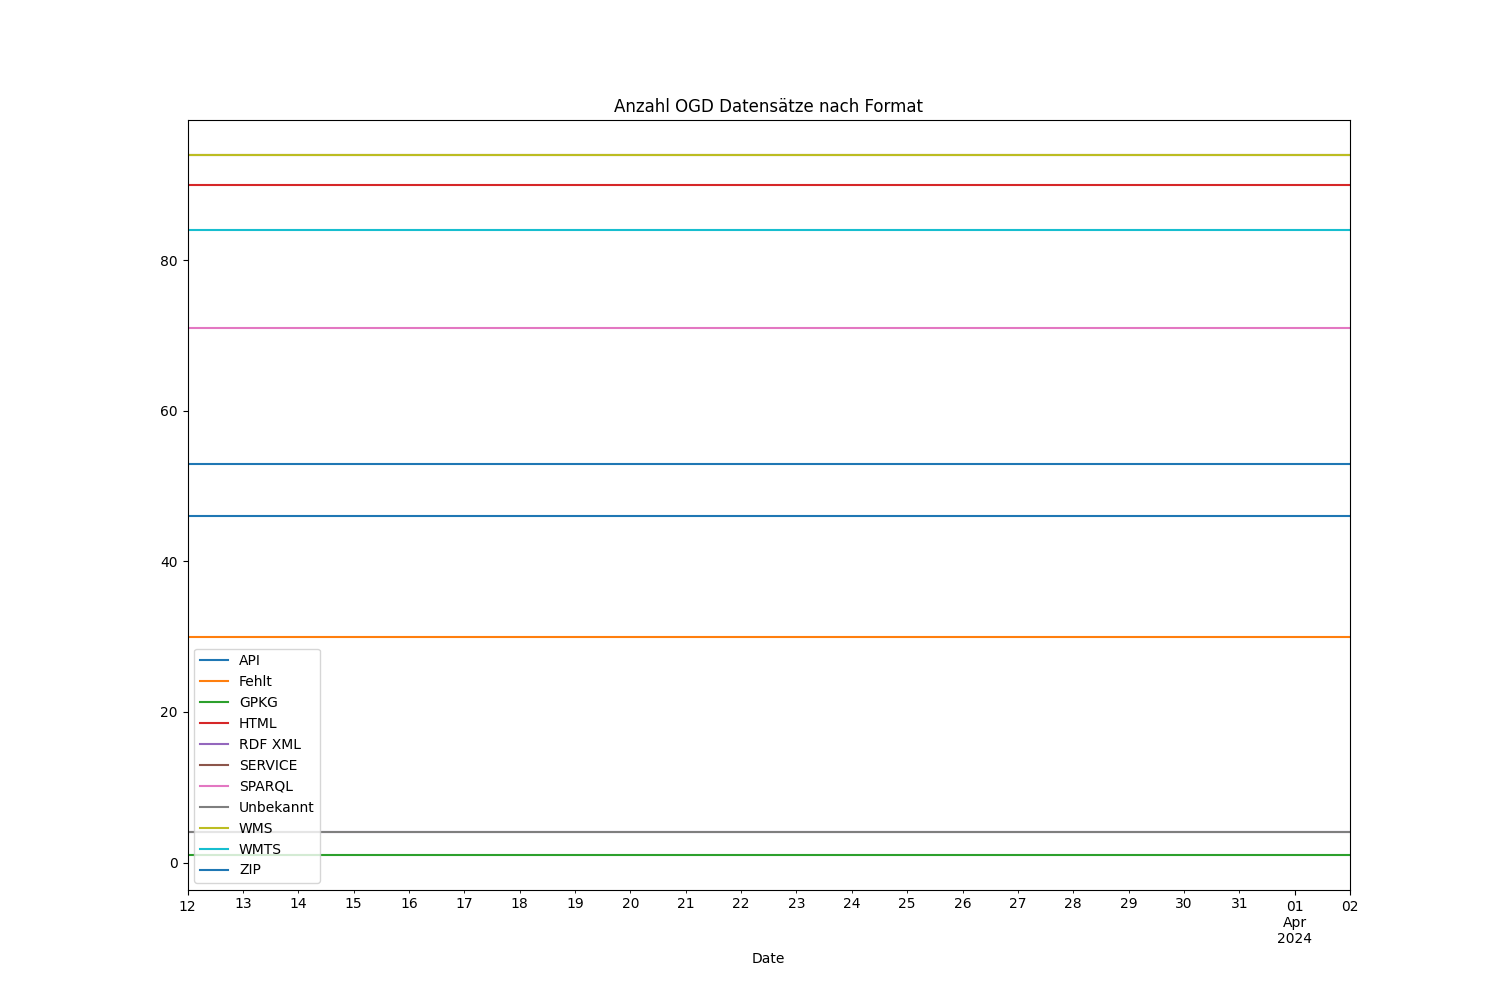 Anzahl OGD Datensätze nach Format
80
60
40
20
0
API
Fehlt
GPKG
HTML
RDF XML
SERVICE
SPARQL
Unbekannt
WMS
WMTS
ZIP
12 13 14 15 16 17 18 19 20 21 22 23 24 25 26 27 28 29 30 31 01 02
Apr
2024
Date